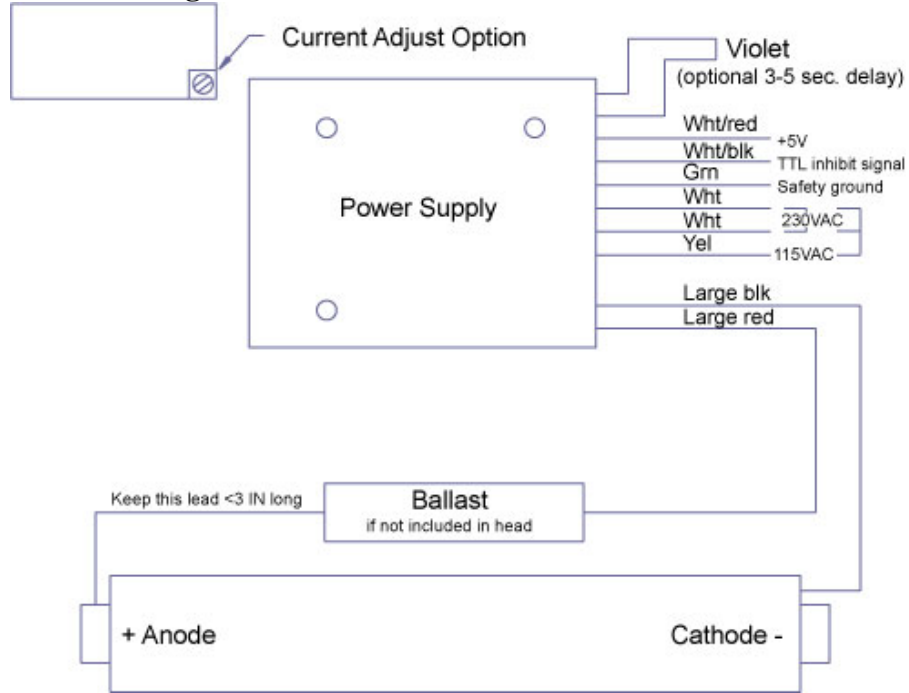 Current Adjust Option
Violet
(optional 3-5 sec. delay)
Wht/red
+5V
Wht/blk
TTL inhibit signal
Grn
Safety ground
Wht
Power Supply
Wht
230VAC
Yel
115VAC
Large blk
Large red
Keep this lead <3 IN long
Ballast
if not included in head
+ Anode
Cathode -